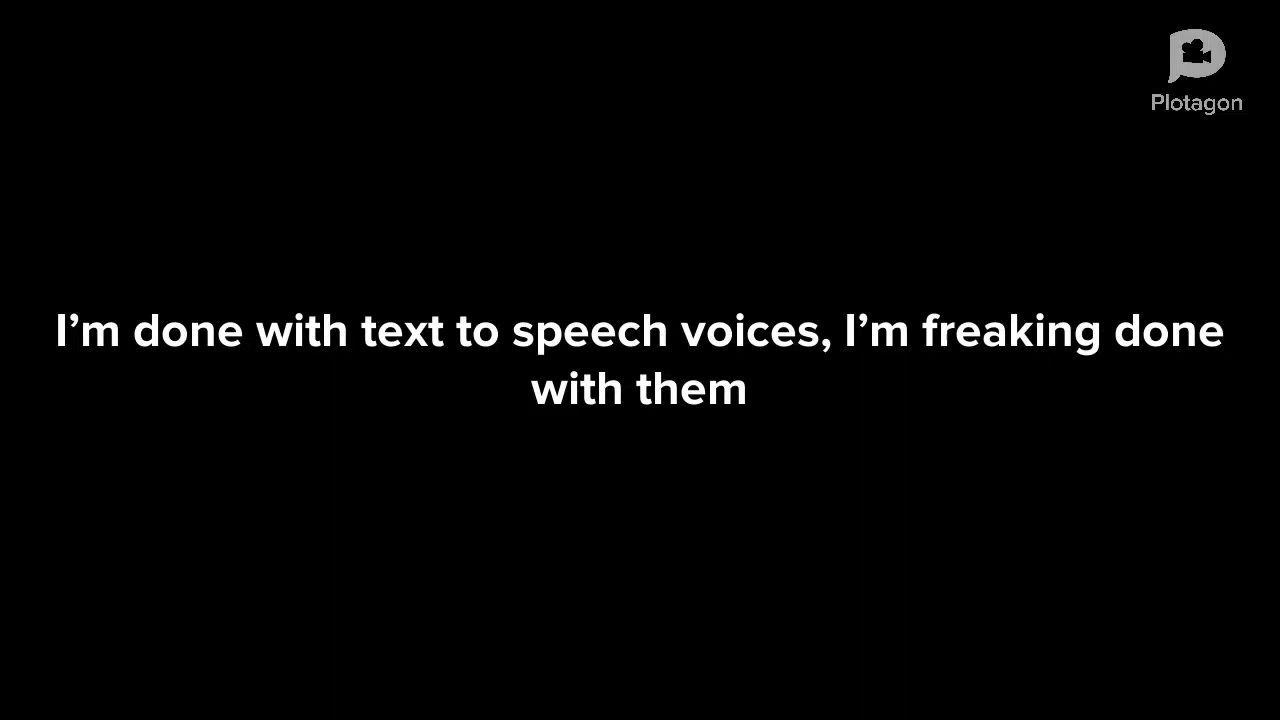 Plotagon
I’m done with text to speech voices, I’m freaking done
with them